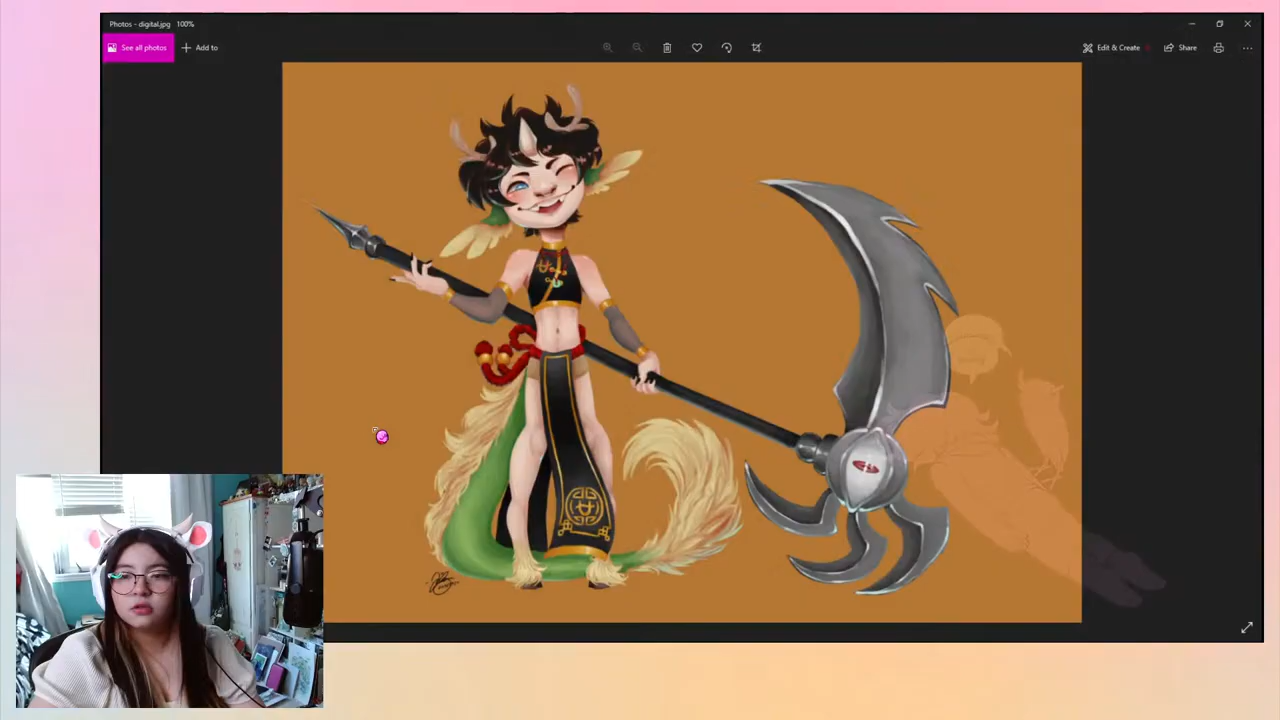 Photos - digital.jpg 100%
See all photos
Add to
Edit & Create
Share